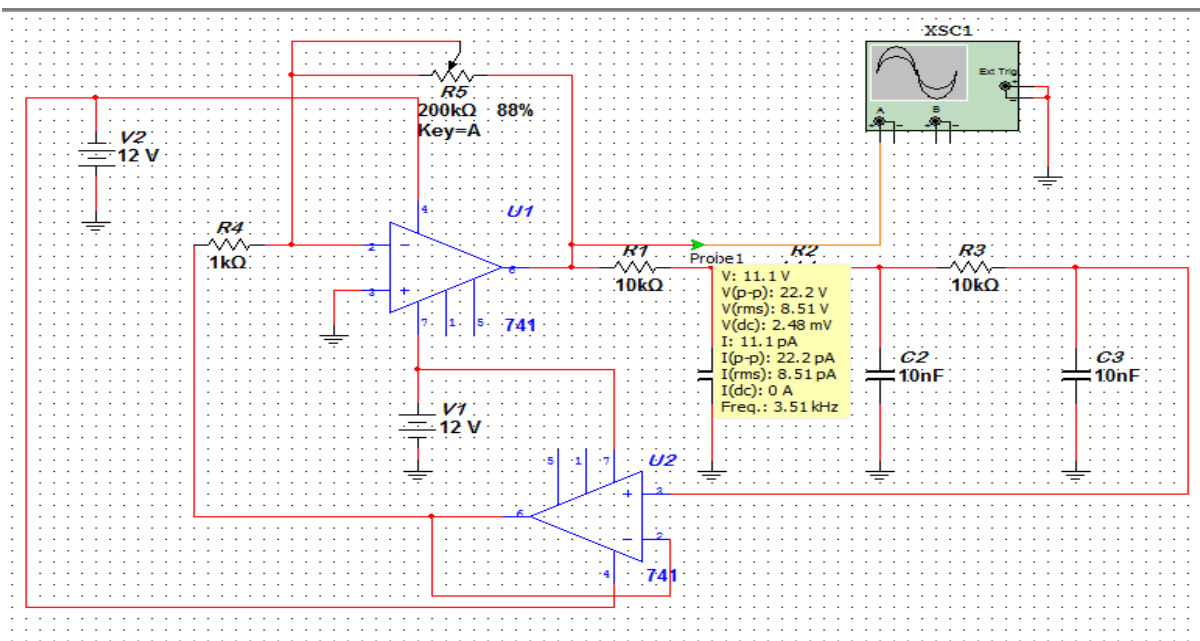 XSC1
Ext Trig
+
−
A
B
+ − + −
R5
200kΩ 88%
Key=A
V2
12 V
4
U1
R4
1kΩ
2
−
6
3
+
7 1 5 741
Probe1
R1
10kΩ
R2
R3
10kΩ
V: 11.1 V
V(p-p): 22.2 V
V(rms): 8.51 V
V(dc): 2.48 mV
I: 11.1 pA
I(p-p): 22.2 pA
I(rms): 8.51 pA
I(dc): 0 A
Freq.: 3.51 kHz
C2
10nF
C3
10nF
V1
12 V
5 1 7 U2
+ 3
6
− 2
4 741